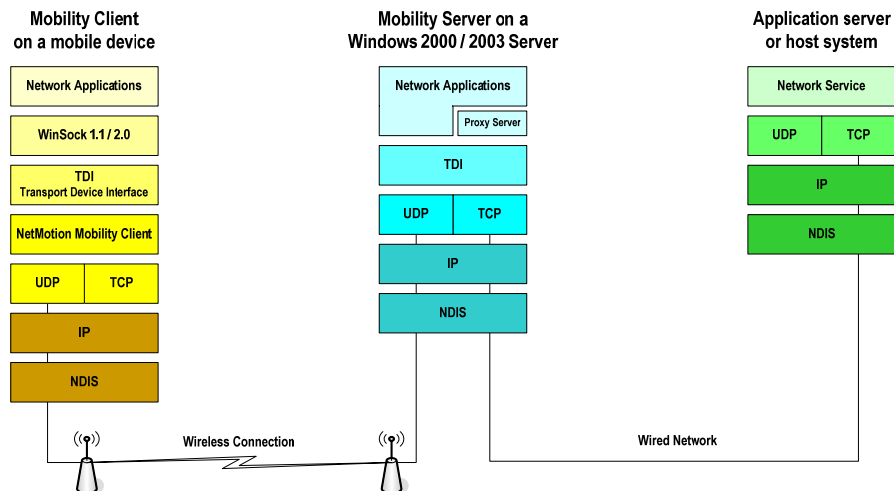 Mobility Client
on a mobile device
Network Applications
WinSock 1.1 / 2.0
TDI
Transport Device Interface
NetMotion Mobility Client
UDP
TCP
IP
NDIS
Mobility Server on a
Windows 2000 / 2003 Server
Network Applications
Proxy Server
TDI
UDP
TCP
IP
NDIS
Application server
or host system
Network Service
UDP
TCP
IP
NDIS
Wireless Connection
Wired Network